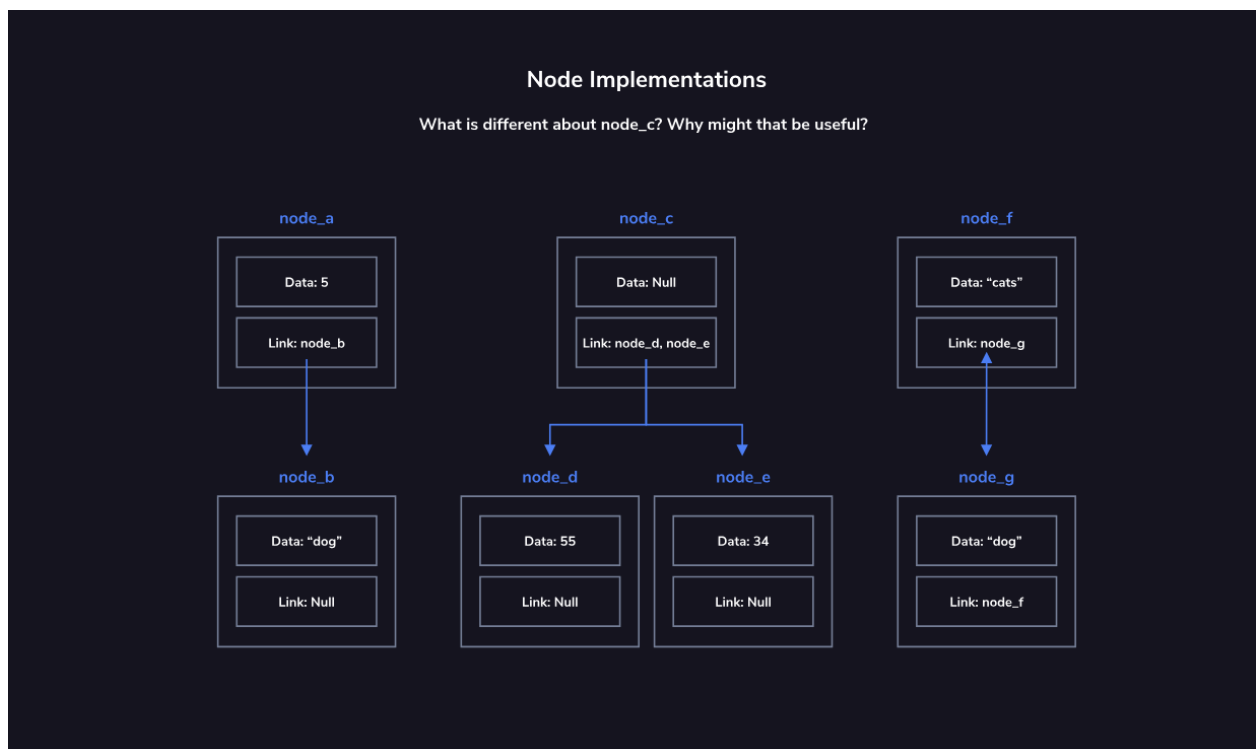 Node Implementations
What is different about node_c? Why might that be useful?
node_a
Data: 5
Link: node_b
node_b
Data: “dog”
Link: Null
node_c
Data: Null
Link: node_d, node_e
node_d
Data: 55
Link: Null
node_e
Data: 34
Link: Null
node_f
Data: “cats”
Link: node_g
node_g
Data: “dog”
Link: node_f